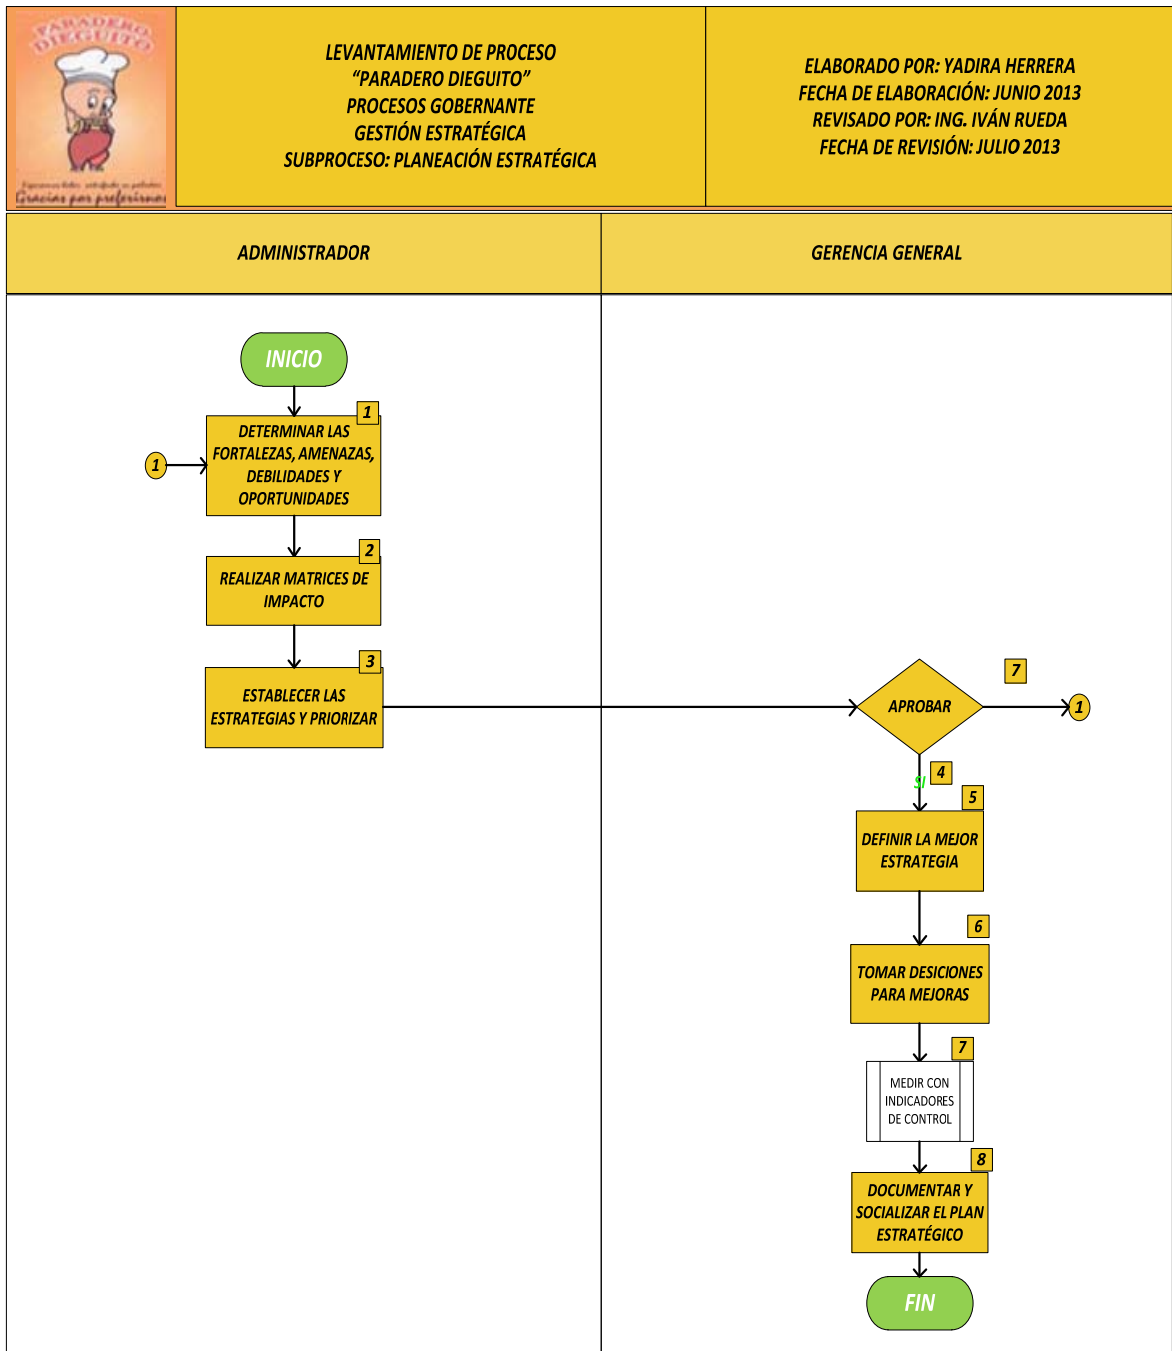 PARADERO
DIEGUITO
Gracias por preferirnos
LEVANTAMIENTO DE PROCESO
“PARADERO DIEGUITO”
PROCESOS GOBERNANTE
GESTIÓN ESTRATÉGICA
SUBPROCESO: PLANEACIÓN ESTRATÉGICA
ELABORADO POR: YADIRA HERRERA
FECHA DE ELABORACIÓN: JUNIO 2013
REVISADO POR: ING. IVÁN RUEDA
FECHA DE REVISIÓN: JULIO 2013
ADMINISTRADOR
GERENCIA GENERAL
INICIO
1
DETERMINAR LAS
FORTALEZAS, AMENAZAS,
DEBILIDADES Y
OPORTUNIDADES
1
2
REALIZAR MATRICES DE
IMPACTO
3
ESTABLECER LAS
ESTRATEGIAS Y PRIORIZAR
APROBAR
7
1
SI
4
5
DEFINIR LA MEJOR
ESTRATEGIA
6
TOMAR DESICIONES
PARA MEJORAS
7
MEDIR CON
INDICADORES
DE CONTROL
8
DOCUMENTAR Y
SOCIALIZAR EL PLAN
ESTRATÉGICO
FIN